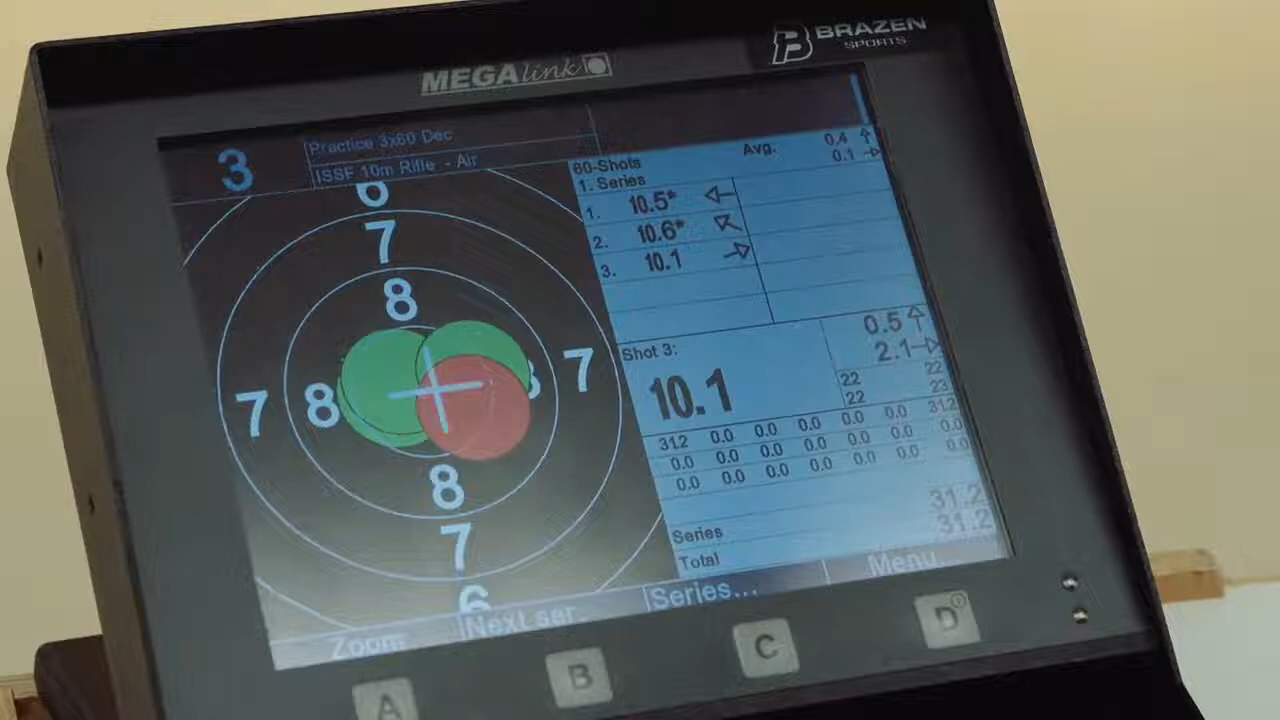 BRAZEN
SPORTS
MEGAlink
3
Practice 3x60 Dec
ISSF 10m Rifle - Air
6
7
8
7
8
7
8
7
6
60-Shots
Avg.
0.4
0.1
1. Series
1. 10.5*
2. 10.6*
3. 10.1
Shot 3:
10.1
0.5
2.1
22 22
22 23
31.2 0.0 0.0 0.0 0.0 0.0 31.2
0.0 0.0 0.0 0.0 0.0 0.0 0.0
0.0 0.0 0.0 0.0 0.0 0.0 0.0
Series 31.2
Total 31.2
Zoom Next ser. Series... Menu
A B C D